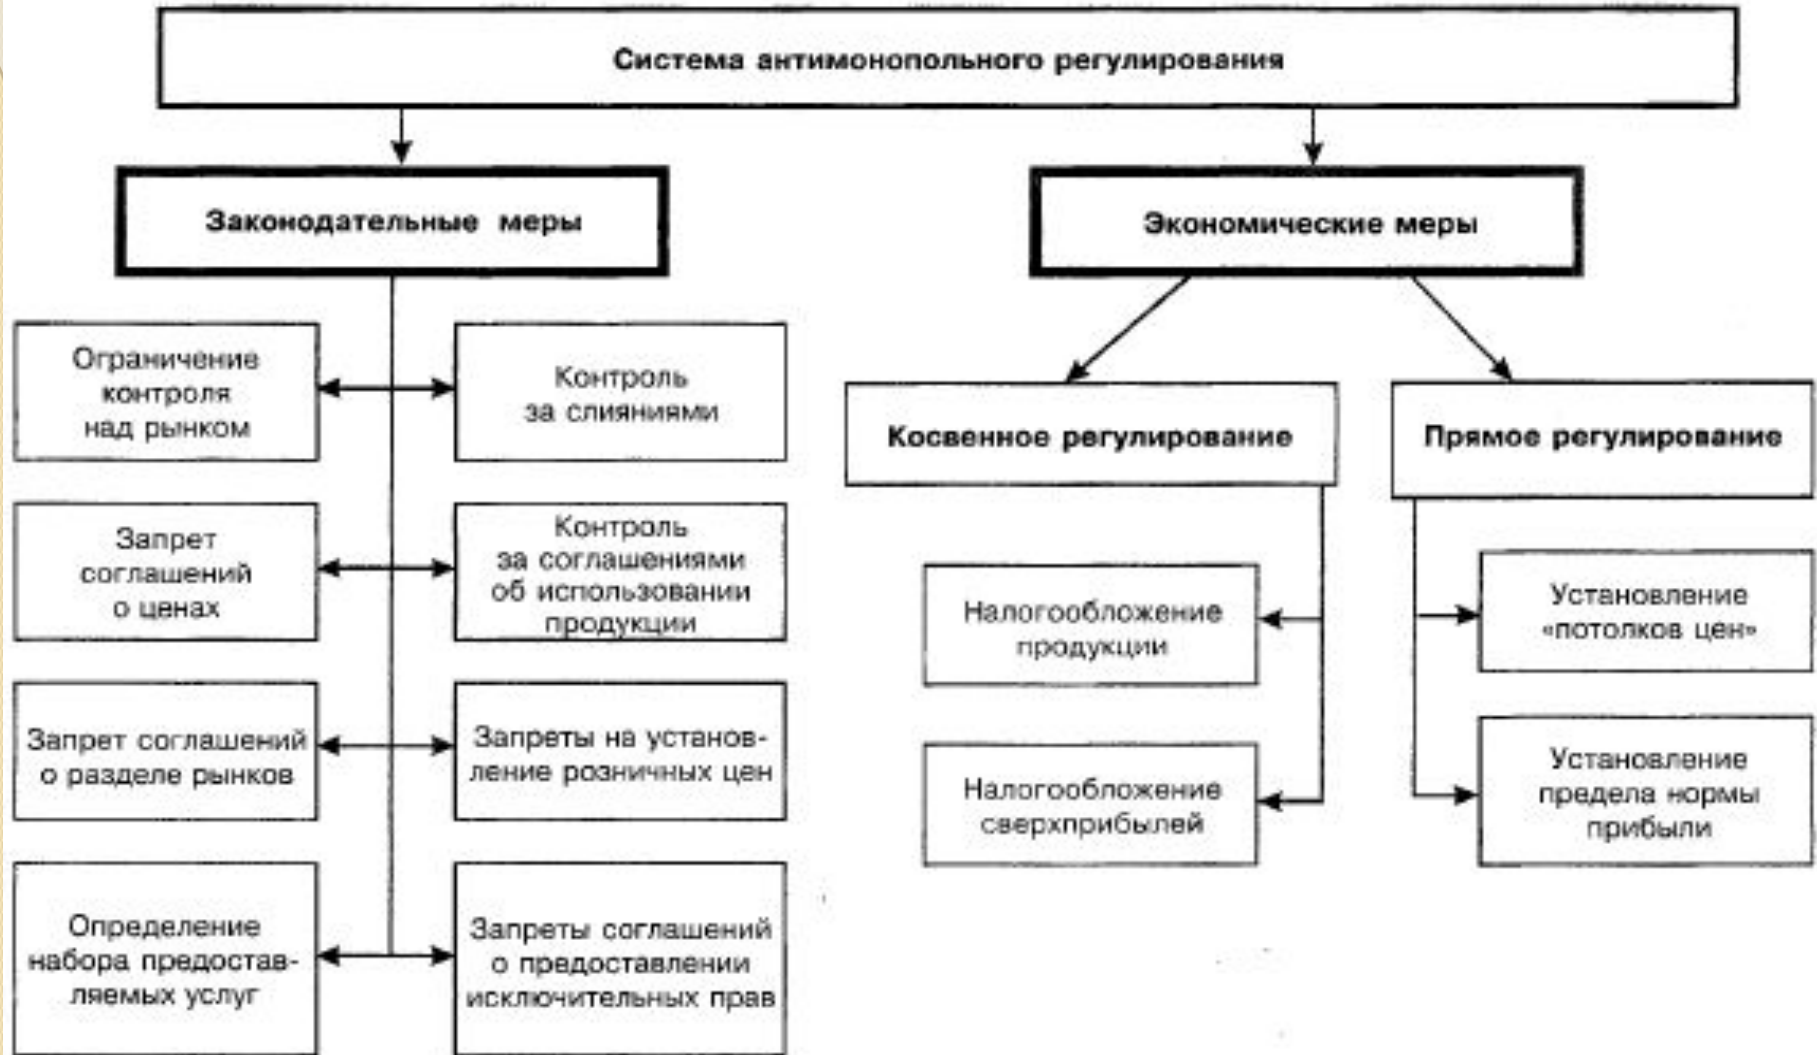 Система антимонопольного регулирования
Законодательные меры
Экономические меры
Ограничение
контроля
над рынком
Контроль
за слияниями
Запрет
соглашений
о ценах
Контроль
за соглашениями
об использовании
продукции
Запрет соглашений
о разделе рынков
Запреты на установ-
ление розничных цен
Определение
набора предостав-
ляемых услуг
Запреты соглашений
о предоставлении
исключительных прав
Косвенное регулирование
Прямое регулирование
Налогообложение
продукции
Налогообложение
сверхприбылей
Установление
«потолков цен»
Установление
предела нормы
прибыли